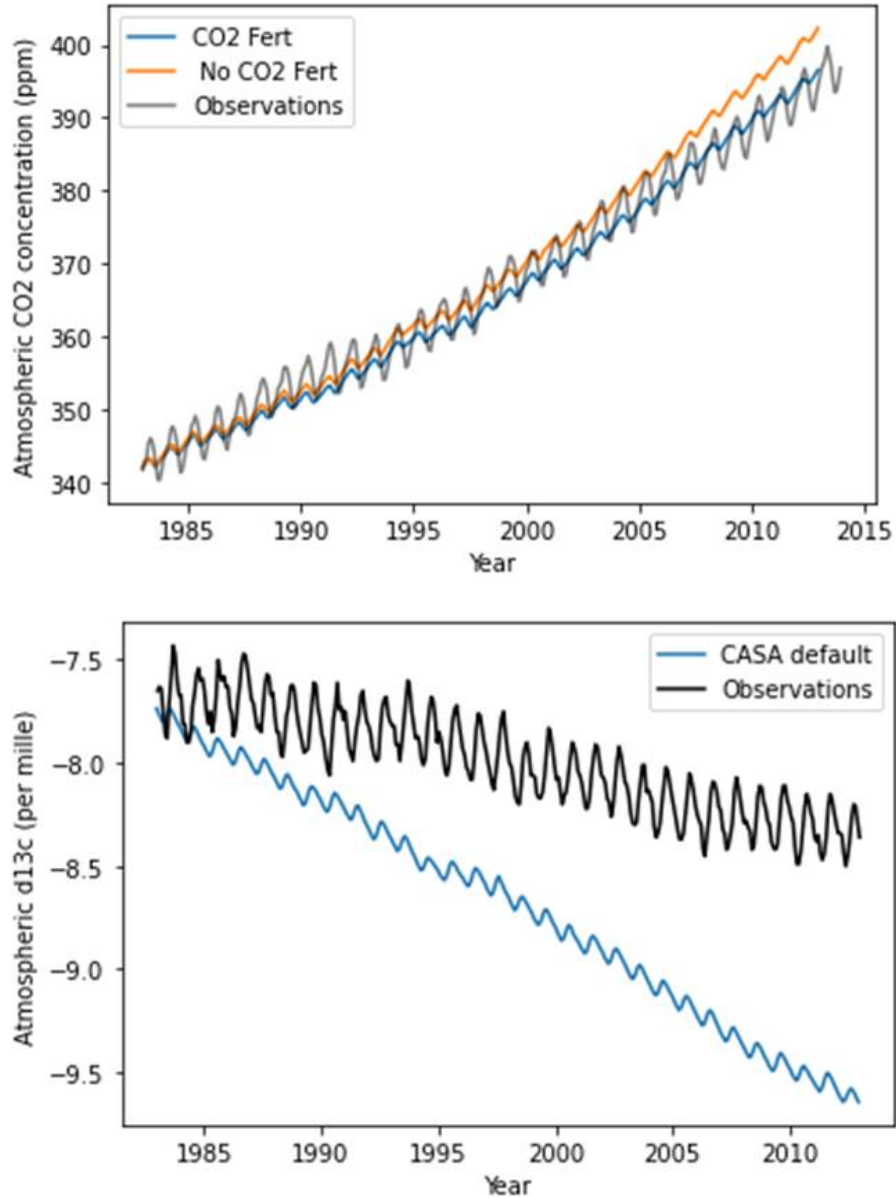 Atmospheric CO2 concentration (ppm)
400
390
380
370
360
350
340
CO2 Fert
No CO2 Fert
Observations
1985 1990 1995 2000 2005 2010 2015
Year
Atmospheric d13c (per mille)
−7.5
−8.0
−8.5
−9.0
−9.5
CASA default
Observations
1985 1990 1995 2000 2005 2010
Year